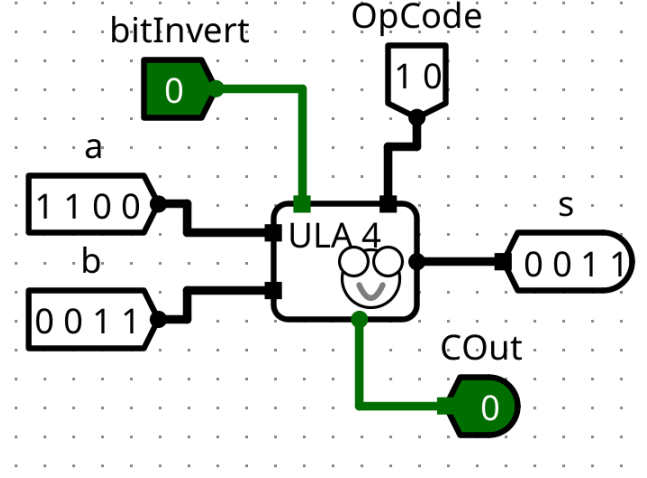 bitInvert
OpCode
0
1 0
a
1 1 0 0
ULA 4
s
0 0 1 1
b
0 0 1 1
COut
0